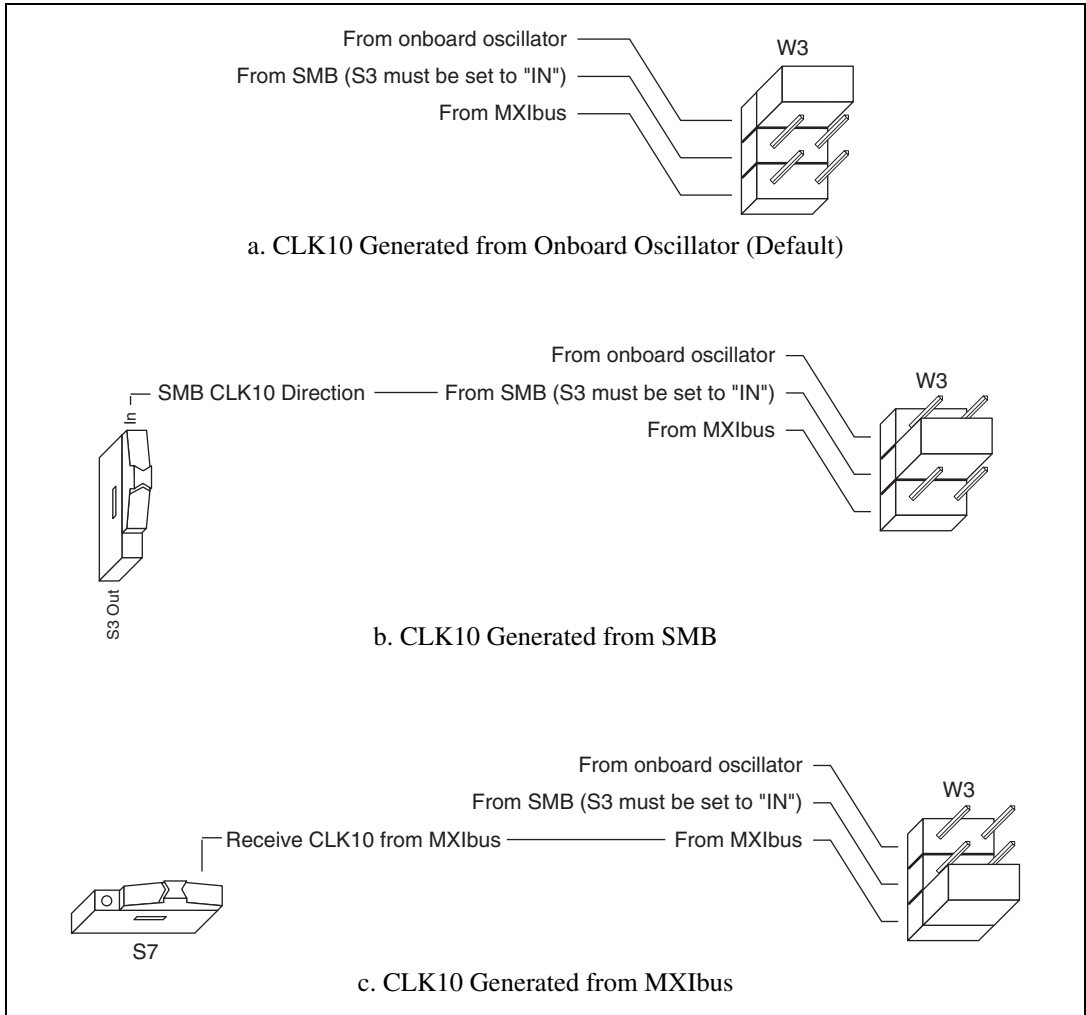 From onboard oscillator
W3
From SMB (S3 must be set to "IN")
From MXIbus
a. CLK10 Generated from Onboard Oscillator (Default)
From onboard oscillator
W3
In
SMB CLK10 Direction
From SMB (S3 must be set to "IN")
From MXIbus
S3 Out
b. CLK10 Generated from SMB
From onboard oscillator
W3
From SMB (S3 must be set to "IN")
Receive CLK10 from MXIbus
From MXIbus
S7
c. CLK10 Generated from MXIbus